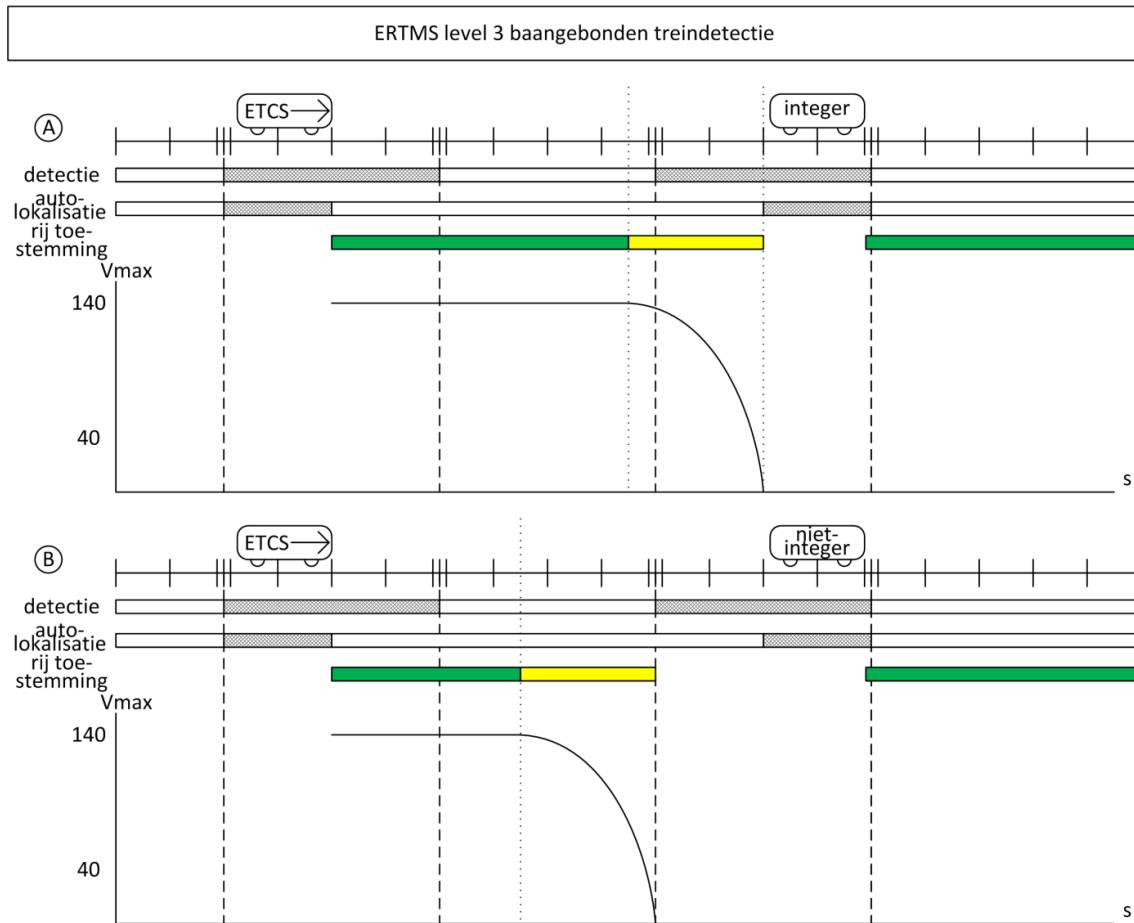 ERTMS level 3 baangebonden treindetectie
A
ETCS
integer
detectie
auto-
lokalisatie
rij toe-
stemming
Vmax
140
40
s
B
ETCS
niet-
integer
detectie
auto-
lokalisatie
rij toe-
stemming
Vmax
140
40
s